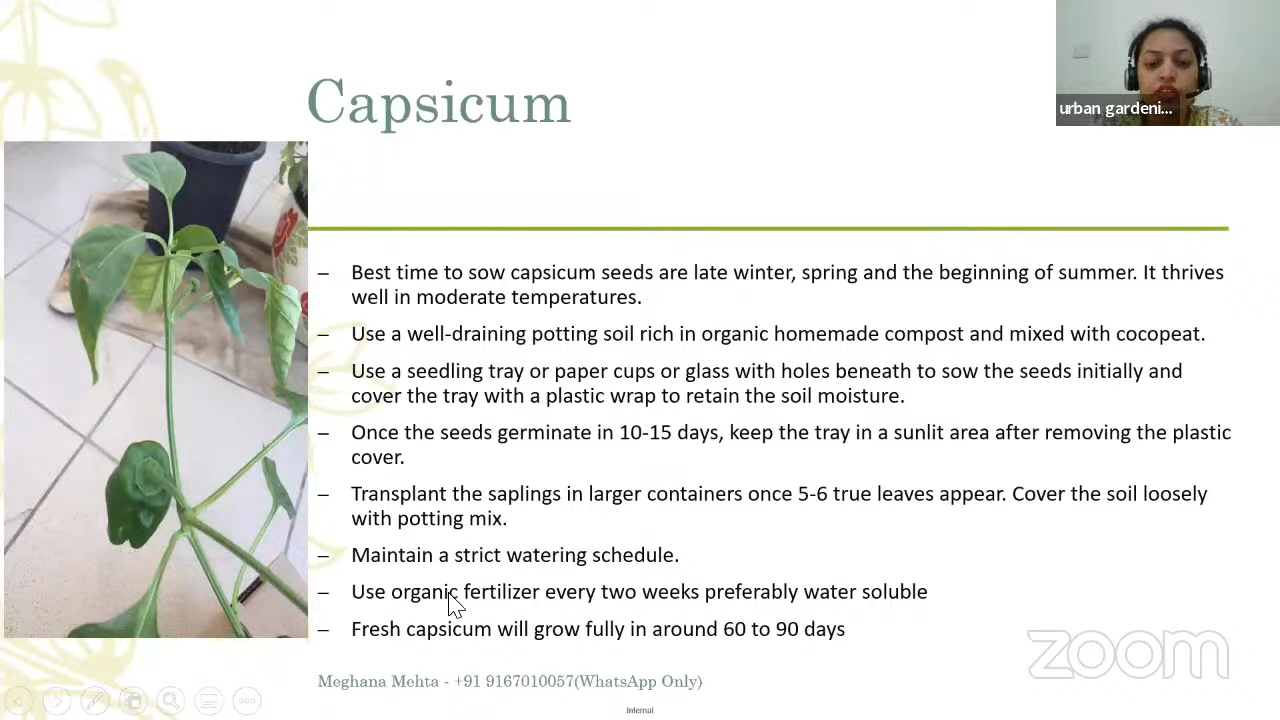 Capsicum
urban gardeni...
– Best time to sow capsicum seeds are late winter, spring and the beginning of summer. It thrives
well in moderate temperatures.
– Use a well-draining potting soil rich in organic homemade compost and mixed with cocopeat.
– Use a seedling tray or paper cups or glass with holes beneath to sow the seeds initially and
cover the tray with a plastic wrap to retain the soil moisture.
– Once the seeds germinate in 10-15 days, keep the tray in a sunlit area after removing the plastic
cover.
– Transplant the saplings in larger containers once 5-6 true leaves appear. Cover the soil loosely
with potting mix.
– Maintain a strict watering schedule.
– Use organic fertilizer every two weeks preferably water soluble
– Fresh capsicum will grow fully in around 60 to 90 days
zoom
Meghana Mehta - +91 9167010057(WhatsApp Only)
Internal